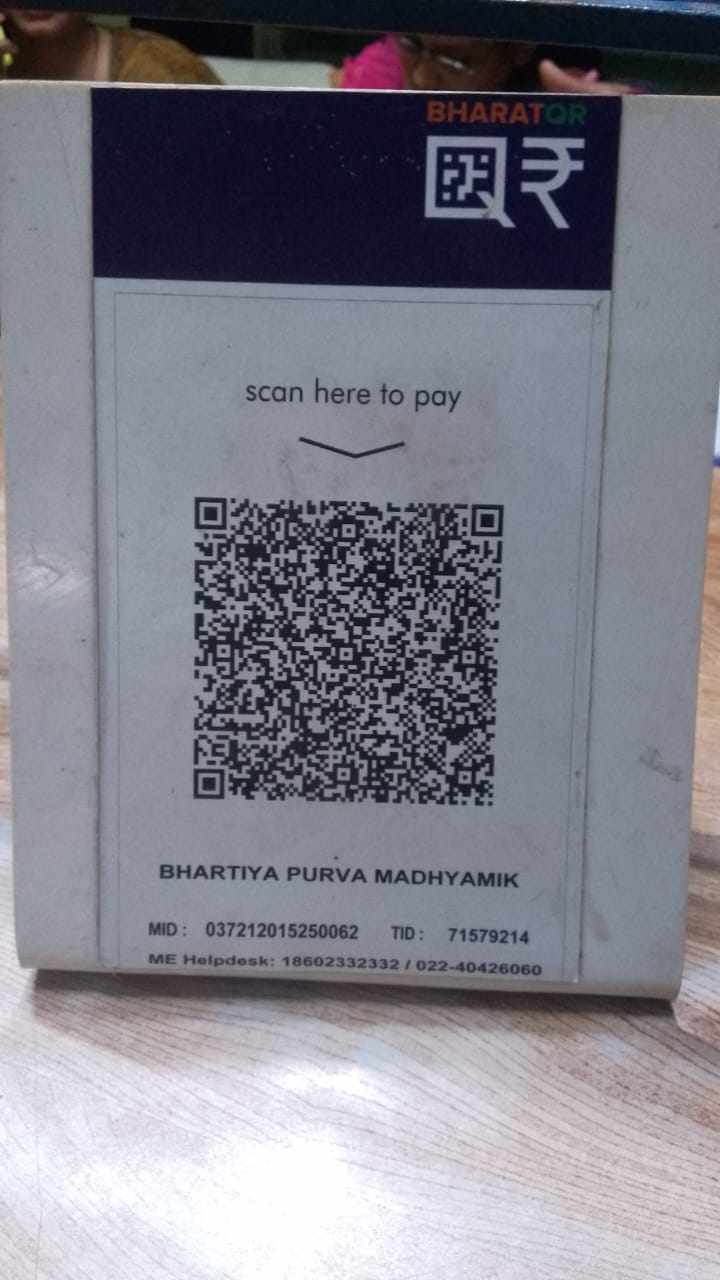 BHARATQR
scan here to pay
BHARTIYA PURVA MADHYAMIK
MID : 037212015250062 TID : 71579214
ME Helpdesk: 18602332332 / 022-40426060